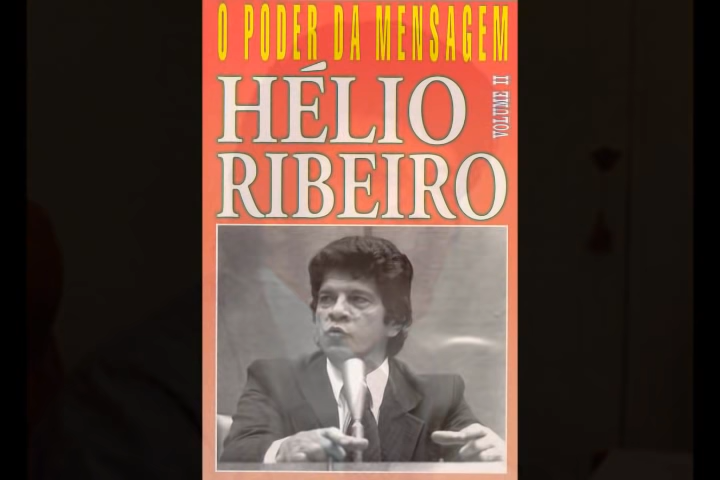 O PODER DA MENSAGEM
HÉLIO
RIBEIRO
VOLUME II